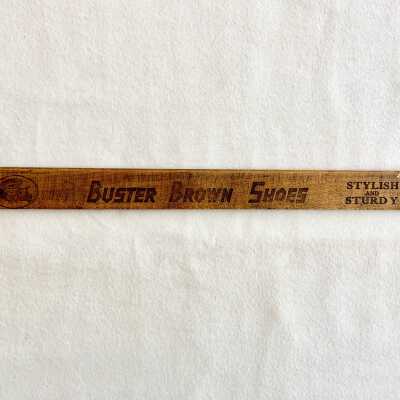 BUSTER BROWN SHOES
STYLISH
AND
STURDY